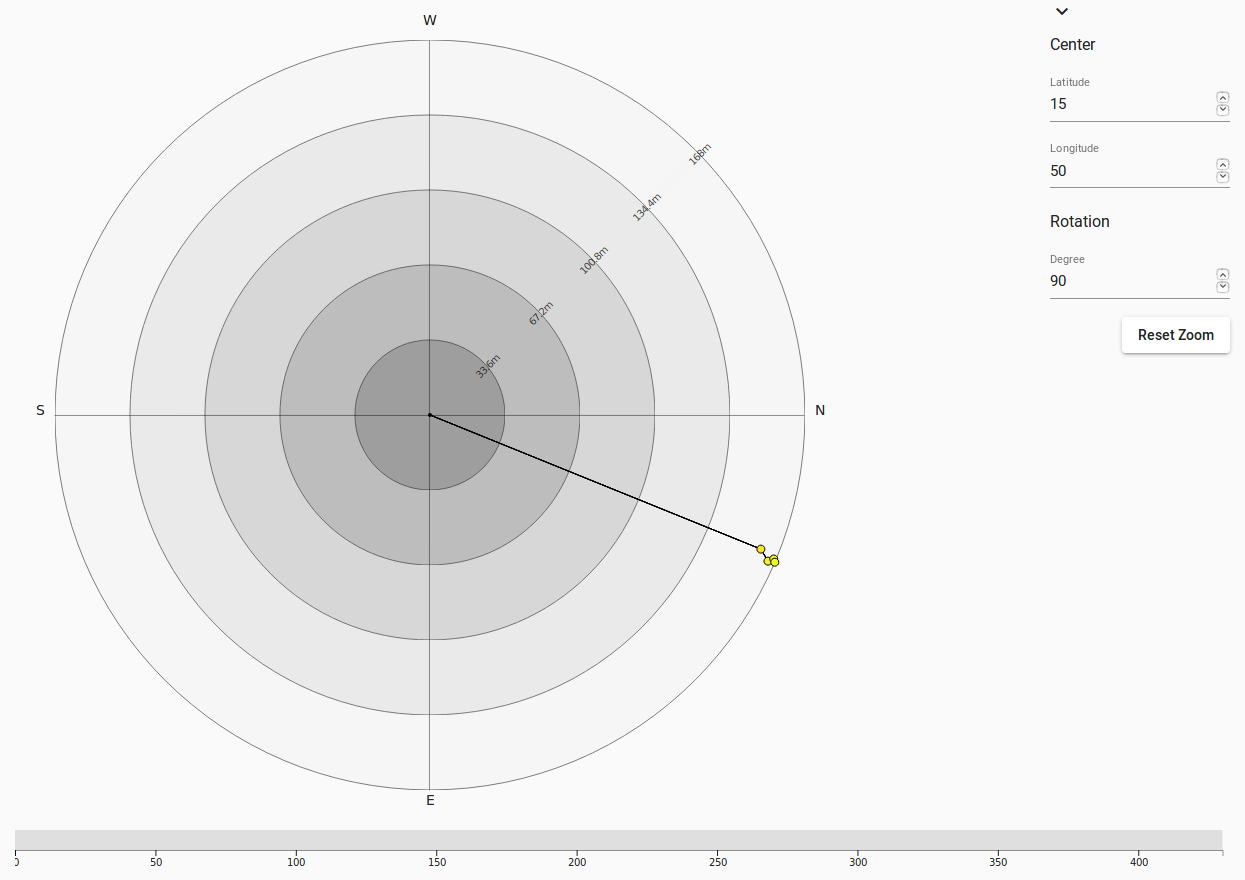 W
Center
Latitude
15
Longitude
50
Rotation
Degree
90
Reset Zoom
168m
134.4m
100.8m
67.2m
33.6m
S
N
E
0
50
100
150
200
250
300
350
400